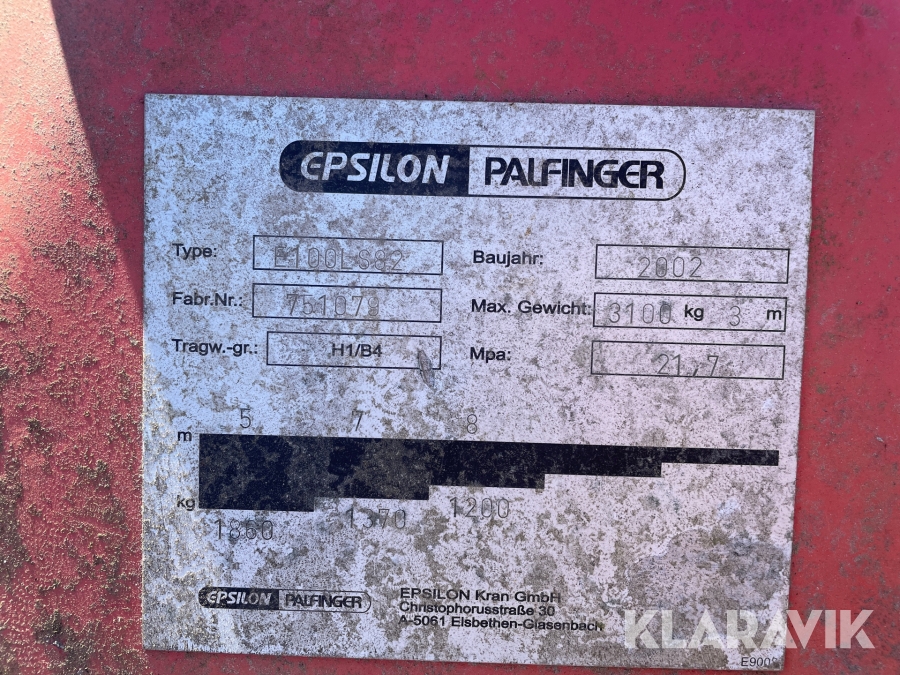 EPSILON PALFINGER
Type: E100LS82 Baujahr: 2002
Fabr.Nr.: 751079 Max. Gewicht: 3100 kg 3 m
Tragw.-gr.: H1/B4 Mpa: 21,7
m 5 7 8
kg 1860 1370 1200
EPSILON PALFINGER
EPSILON Kran GmbH
Christophorusstraße 30
A-5061 Elsbethen-Glasenbach
KLARAVIK